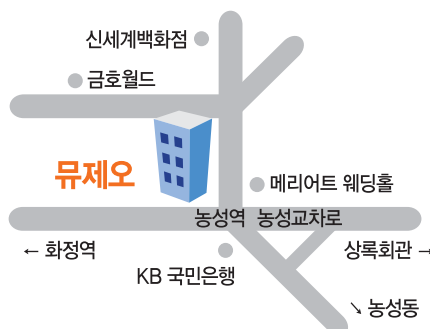 신세계백화점
금호월드
뮤제오
메리어트 웨딩홀
농성역 농성교차로
← 화정역
상록회관 →
KB 국민은행
↘ 농성동